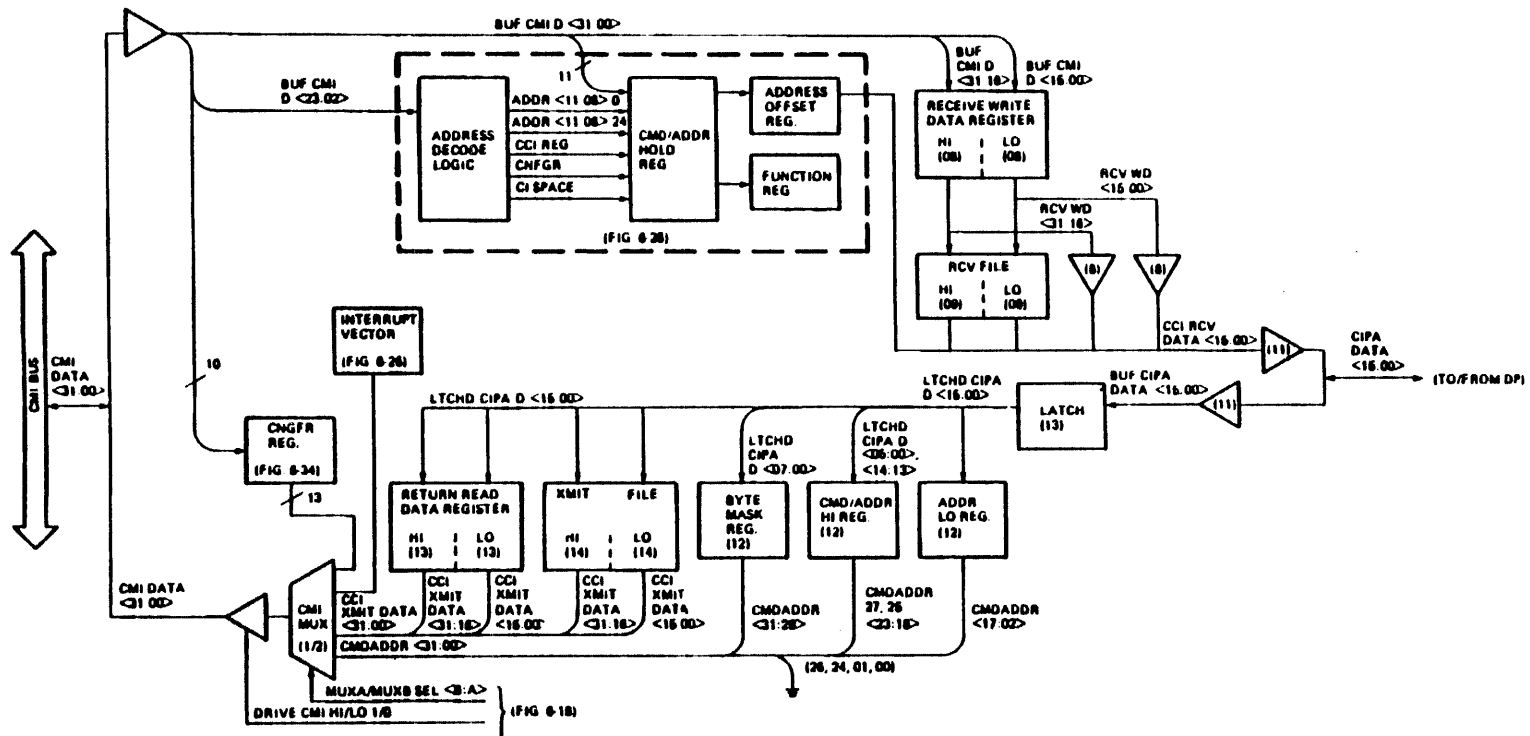 BUF CMI D <31 00>
BUF CMI
D <23.02>
11
ADDRESS
DECODE
LOGIC
ADDR <11 08> 0
ADDR <11 08> 24
CCI REG
CNFGR
CI SPACE
CMD/ADDR
HOLD
REG
ADDRESS
OFFSET
REG.
FUNCTION
REG
BUF
CMI D
<31 16>
BUF CMI
D <15.00>
RECEIVE WRITE
DATA REGISTER
HI
(08)
LO
(08)
RCV WD
<15 00>
RCV WD
<31 16>
RCV FILE
HI
(09)
LO
(09)
(8)
(8)
CCI RCV
DATA <15.00>
(11)
CIPA
DATA
<15.00>
(TO/FROM DP)
CMI BUS
CMI
DATA
<31:00>
10
INTERRUPT
VECTOR
(FIG 6-26)
CNGFR
REG.
(FIG 6-34)
13
LTCHD CIPA D <15 00>
LTCHD CIPA
D <15.00>
LATCH
(13)
BUF CIPA
DATA <15.00>
(11)
RETURN READ
DATA REGISTER
HI
(13)
LO
(13)
XMIT
FILE
HI
(14)
LO
(14)
LTCHD
CIPA
D <07.00>
BYTE
MASK
REG.
(12)
LTCHD
CIPA D
<05:00>,
<14:13>
CMD/ADDR
HI REG.
(12)
ADDR
LO REG.
(12)
CMI DATA
<31 00>
CMI
MUX
(1/2)
CCI
XMIT DATA
<31:00>
CCI
XMIT
DATA
<31:16>
CCI
XMIT
DATA
<15:00>
CCI
XMIT
DATA
<31:16>
CCI
XMIT
DATA
<15 00>
CMDADDR <31:00>
CMDADDR
<31:28>
CMDADDR
27, 25
<23:18>
CMDADDR
<17:02>
(26, 24, 01, 00)
MUXA/MUXB SEL <B:A>
DRIVE CMI HI/LO 1/B
(FIG 6-18)